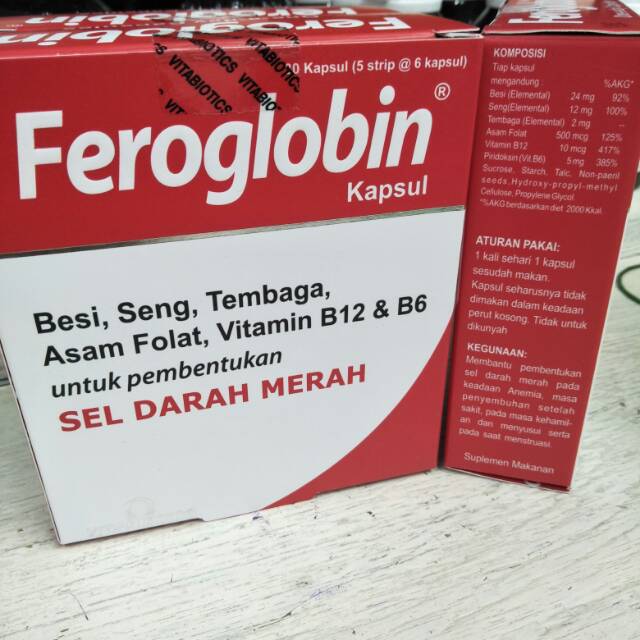 Feroglobin
Feroglobin
VITABIOTICS
VITABIOTICS
VITABIOTICS
Kapsul (5 strip @ 6 kapsul)
Feroglobin®
Kapsul
Besi, Seng, Tembaga,
Asam Folat, Vitamin B12 & B6
untuk pembentukan
SEL DARAH MERAH
KOMPOSISI
Tiap kapsul
mengandung : %AKG*
Besi (Elemental) 24 mg 92%
Seng(Elemental) 12 mg 100%
Tembaga (Elemental) 2 mg --
Asam Folat 500 mcg 125%
Vitamin B12 10 mcg 417%
Piridoksin (Vit.B6) 5 mg 385%
Sucrose, Starch, Talc, Non-paeril
seeds, Hydroxy-propyl-methyl
Cellulose, Propylene Glycol.
*%AKG berdasarkan diet 2000 Kkal.
ATURAN PAKAI:
1 kali sehari 1 kapsul
sesudah makan.
Kapsul seharusnya tidak
dimakan dalam keadaan
perut kosong. Tidak untuk
dikunyah
KEGUNAAN:
Membantu pembentukan
sel darah merah pada
keadaan Anemia, masa
penyembuhan setelah
sakit, pada masa kehamil-
an dan menyusui serta
pada saat menstruasi.
Suplemen Makanan